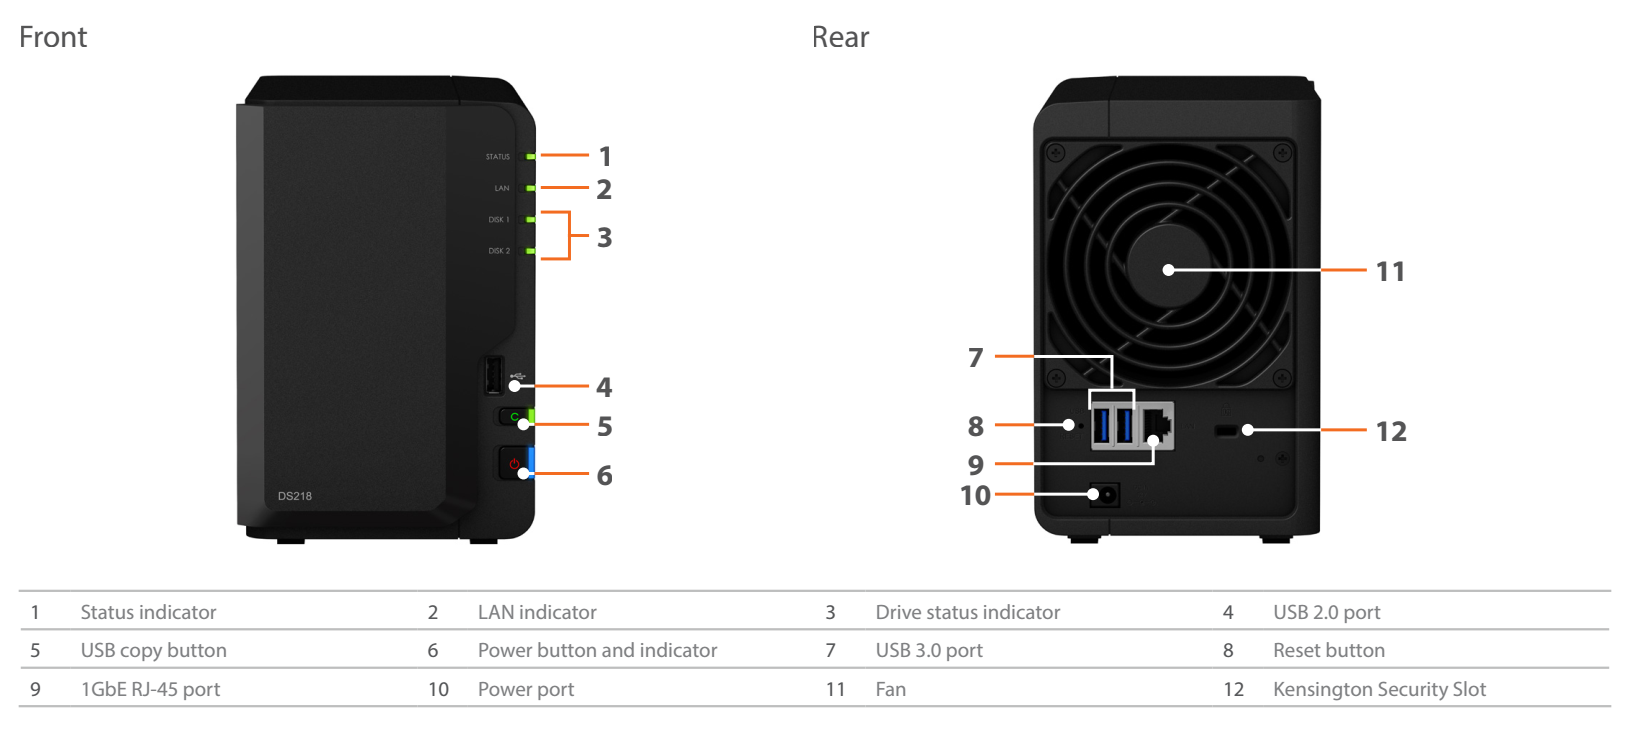 Front
Rear
STATUS
1
LAN
2
DISK 1
3
DISK 2
4
5
6
DS218
7
8
9
10
11
12
1 Status indicator 2 LAN indicator 3 Drive status indicator 4 USB 2.0 port
5 USB copy button 6 Power button and indicator 7 USB 3.0 port 8 Reset button
9 1GbE RJ-45 port 10 Power port 11 Fan 12 Kensington Security Slot